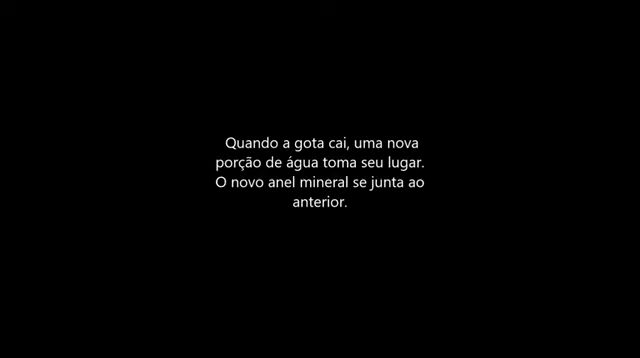 Quando a gota cai, uma nova
porção de água toma seu lugar.
O novo anel mineral se junta ao
anterior.